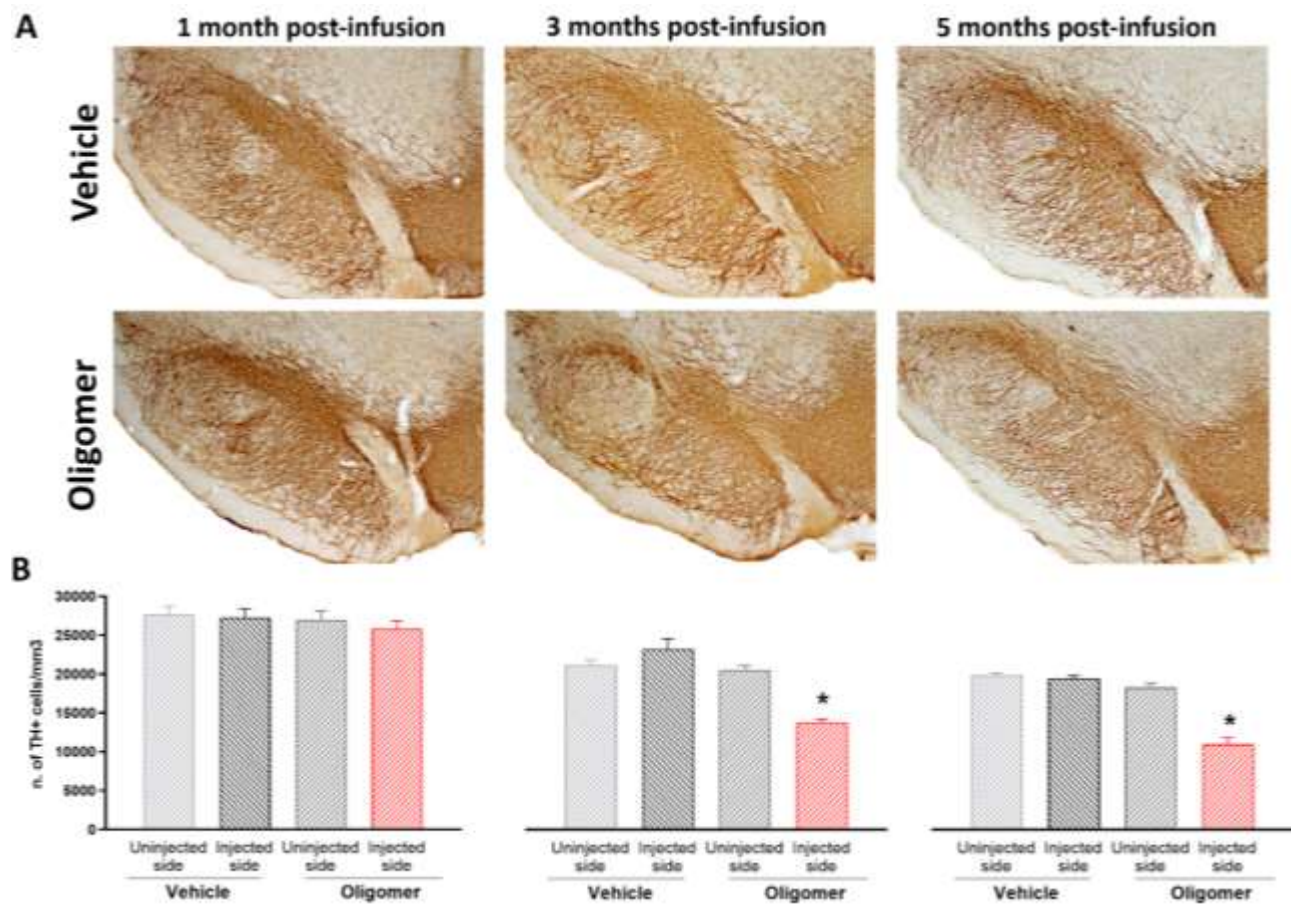 A
1 month post-infusion
3 months post-infusion
5 months post-infusion
Vehicle
Oligomer
B
n. of TH+ cells/mm3
30000
25000
20000
15000
10000
5000
0
*
*
Uninjected side
Injected side
Uninjected side
Injected side
Vehicle
Oligomer
Uninjected side
Injected side
Uninjected side
Injected side
Vehicle
Oligomer
Uninjected side
Injected side
Uninjected side
Injected side
Vehicle
Oligomer